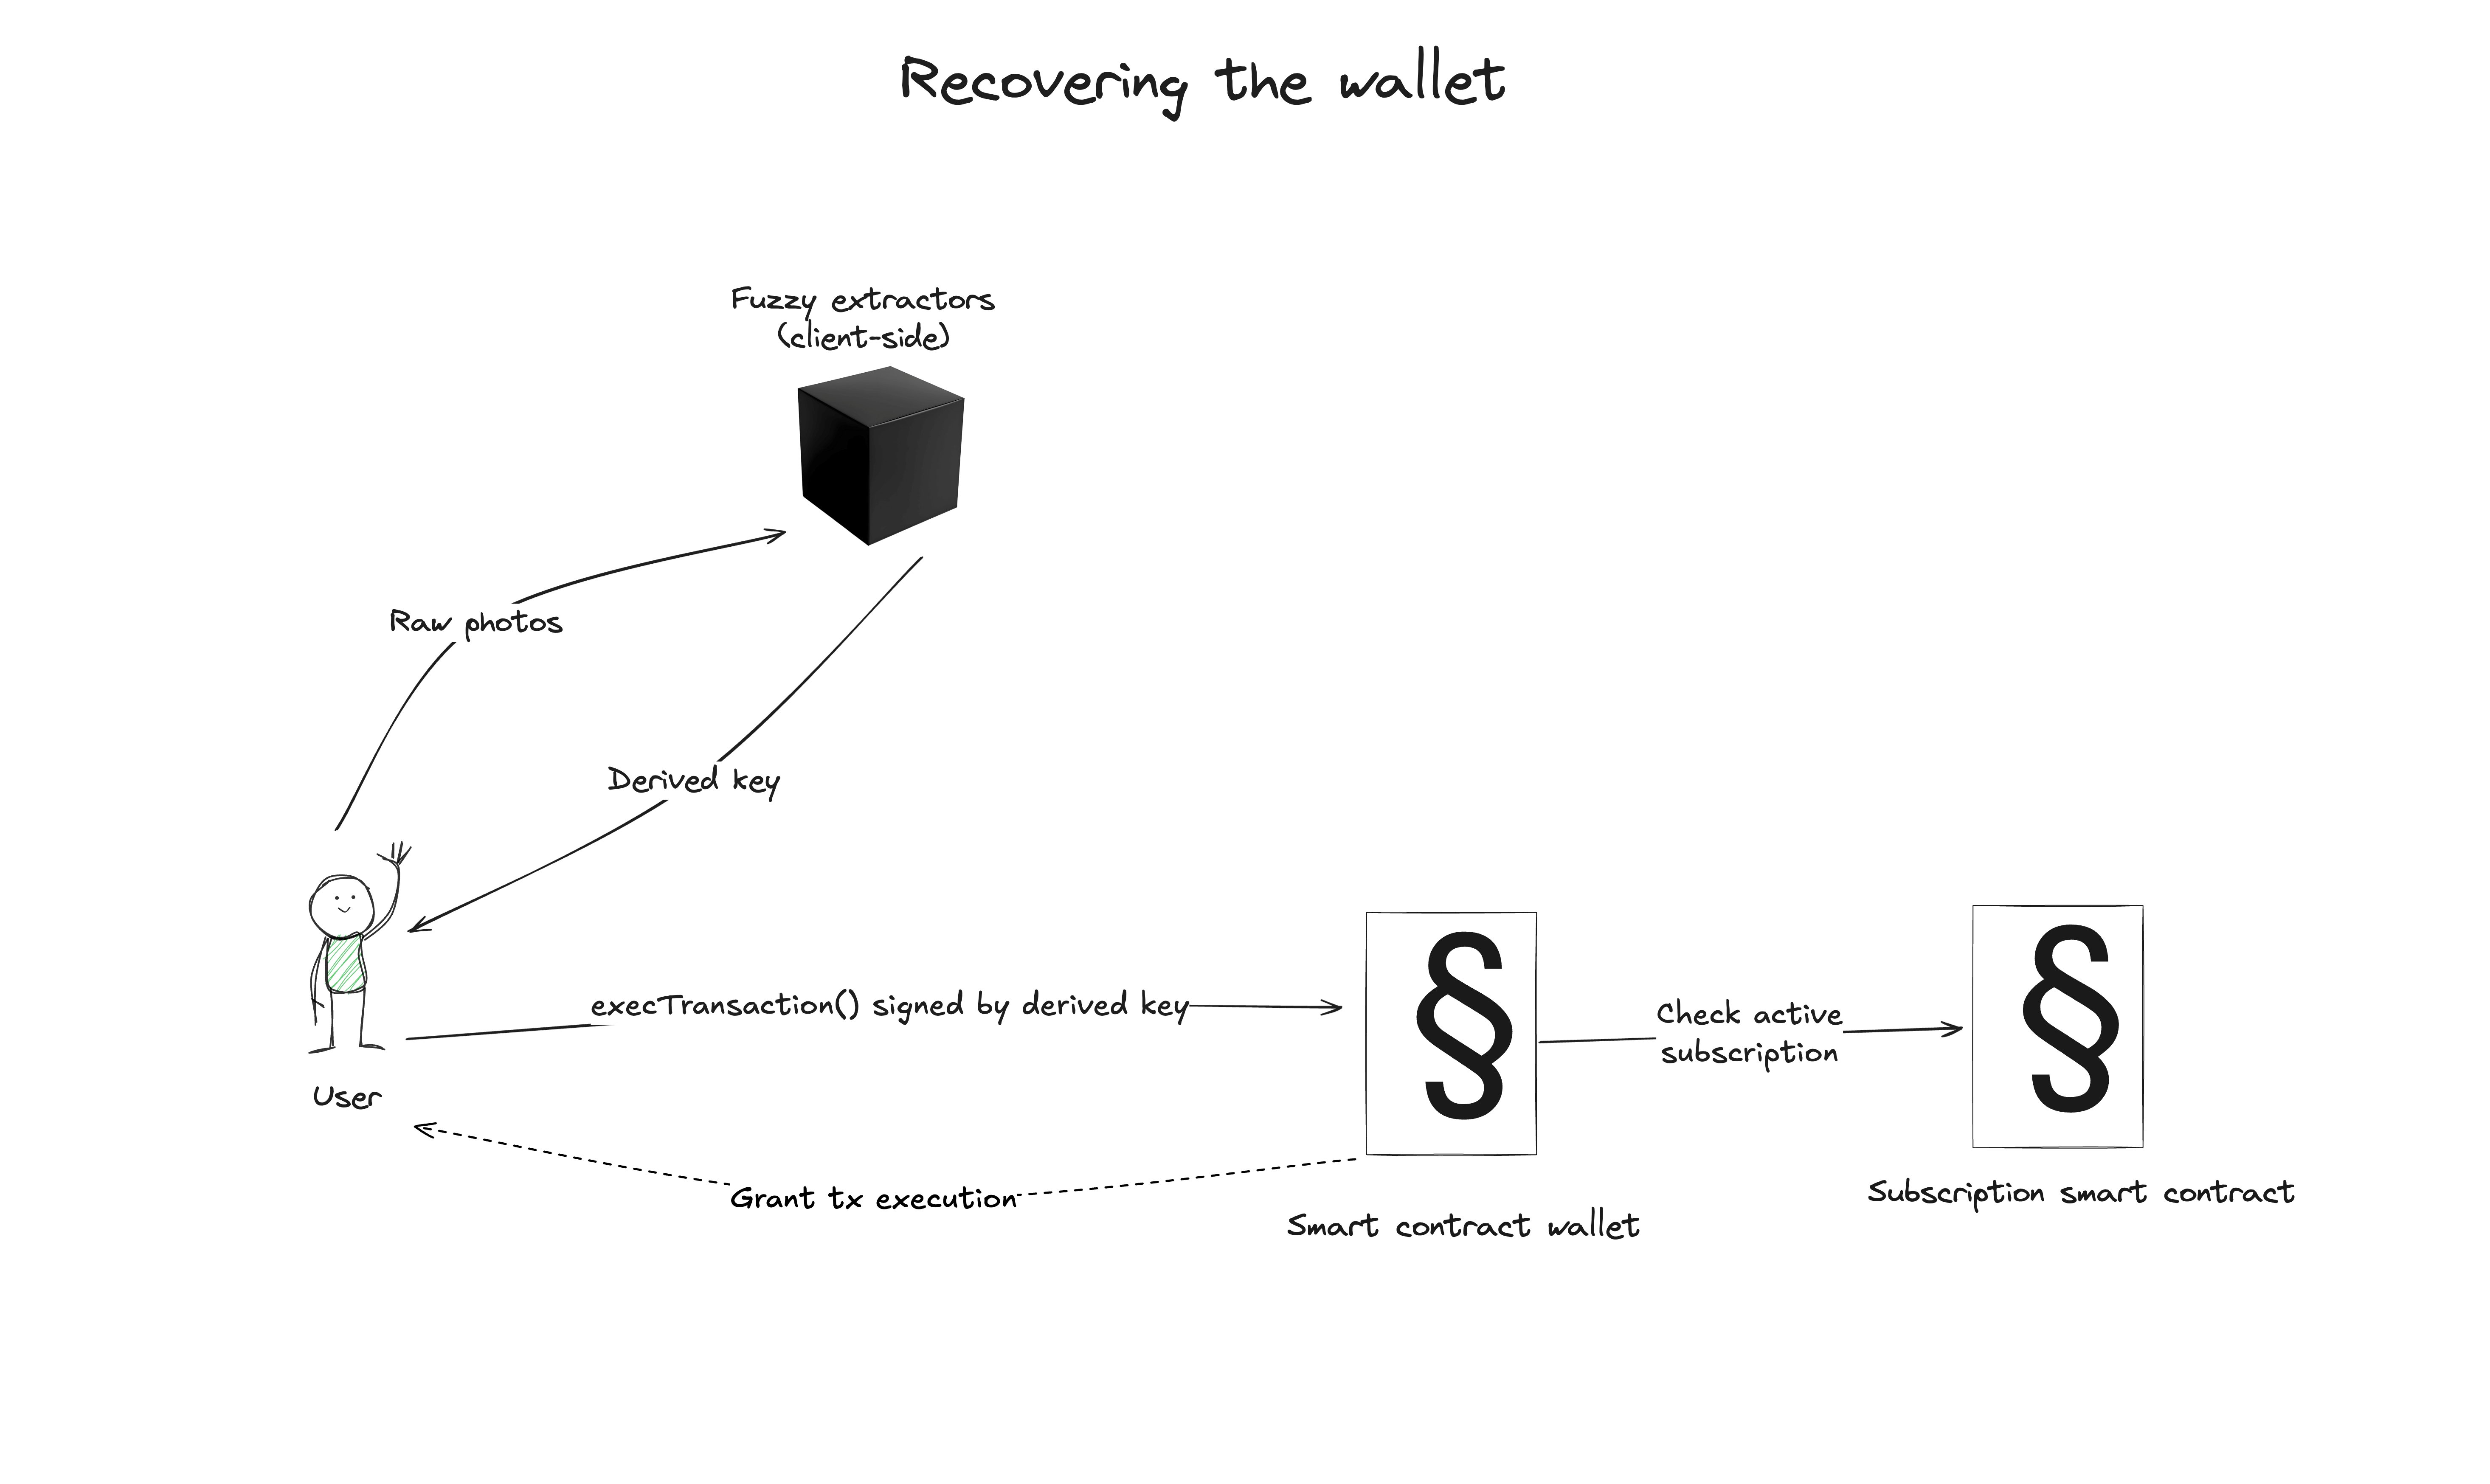 Recovering the wallet
Fuzzy extractors
(client-side)
Raw photos
Derived key
execTransaction() signed by derived key
§
§
Check active
subscription
User
Grant tx execution
Smart contract wallet
Subscription smart contract